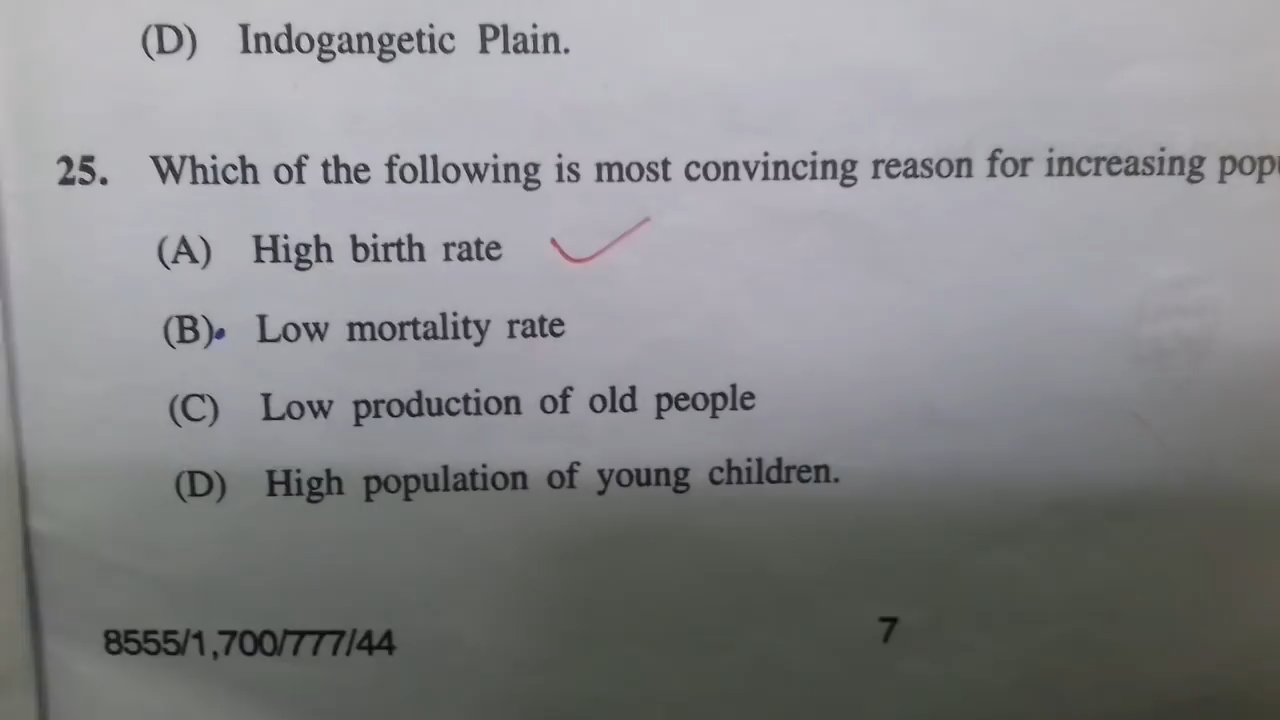 (D) Indogangetic Plain.
25. Which of the following is most convincing reason for increasing
(A) High birth rate
(B) Low mortality rate
(C) Low production of old people
(D) High population of young children.
8555/1,700/777/44
7